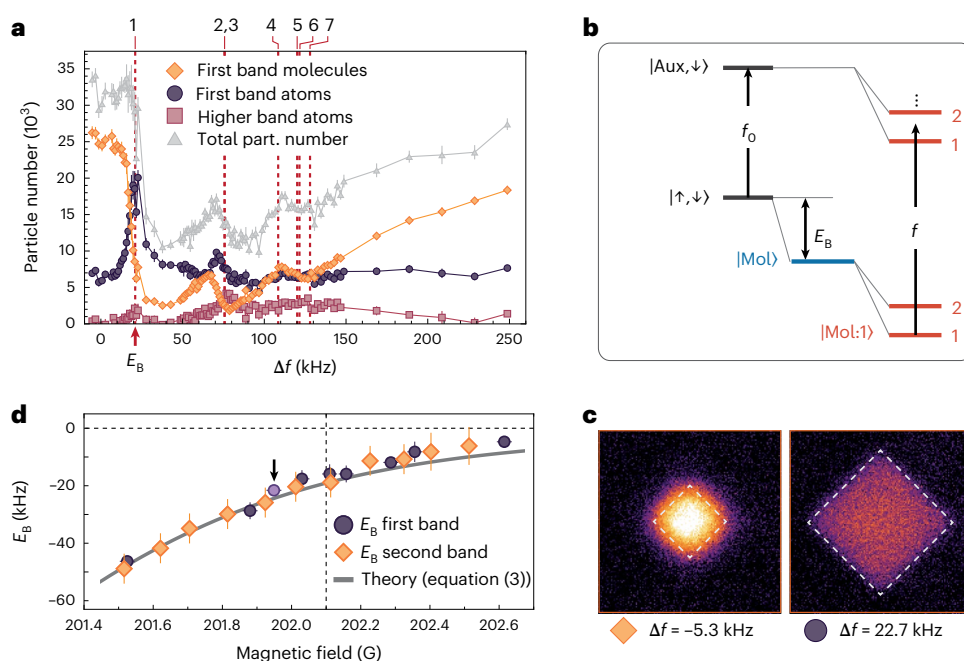 a
1 2,3 4 5 6 7
First band molecules
First band atoms
Higher band atoms
Total part. number
Particle number (10³)
35
30
25
20
15
10
5
0
0 50 100 150 200 250
E_B
Δf (kHz)
b
|Aux,↓⟩
f₀
|↑,↓⟩
E_B
|Mol⟩
|Mol:1⟩
f
2
1
2
1
d
E_B (kHz)
0
−20
−40
−60
E_B first band
E_B second band
Theory (equation (3))
201.4 201.6 201.8 202.0 202.2 202.4 202.6
Magnetic field (G)
c
Δf = −5.3 kHz
Δf = 22.7 kHz